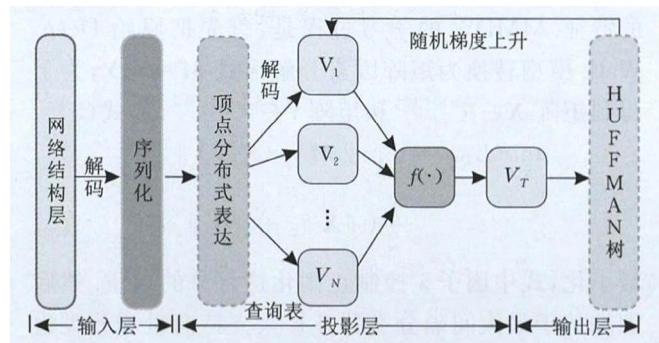 随机梯度上升
网络结构层
解码
序列化
顶点分布式表达
解码
V₁
V₂
⋮
V_N
f(·)
V_T
HUFFMAN树
查询表
输入层
投影层
输出层